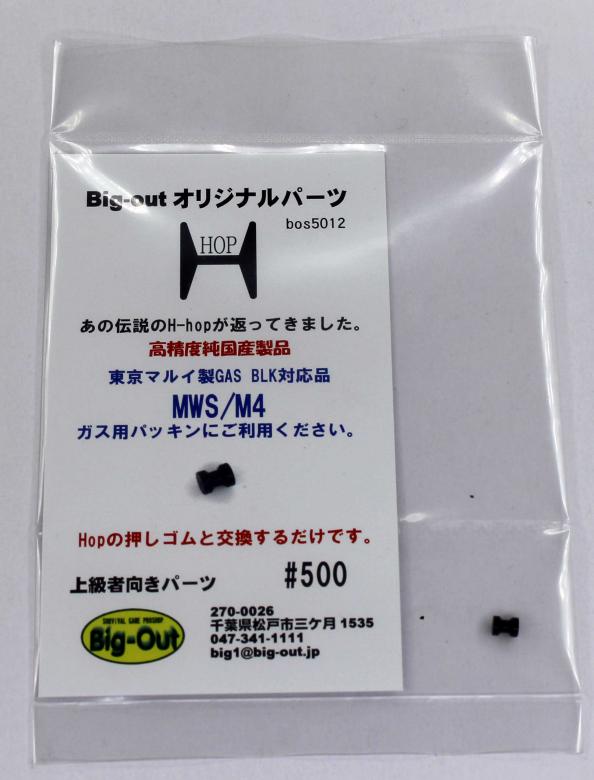 Big-out オリジナルパーツ
bos5012
HOP
あの伝説のH-hopが返ってきました。
高精度純国産製品
東京マルイ製GAS BLK対応品
MWS/M4
ガス用パッキンにご利用ください。
Hopの押しゴムと交換するだけです。
上級者向きパーツ
#500
SURVIVAL GAME PROSHOP
Big-Out
270-0026
千葉県松戸市三ケ月 1535
047-341-1111
big1@big-out.jp